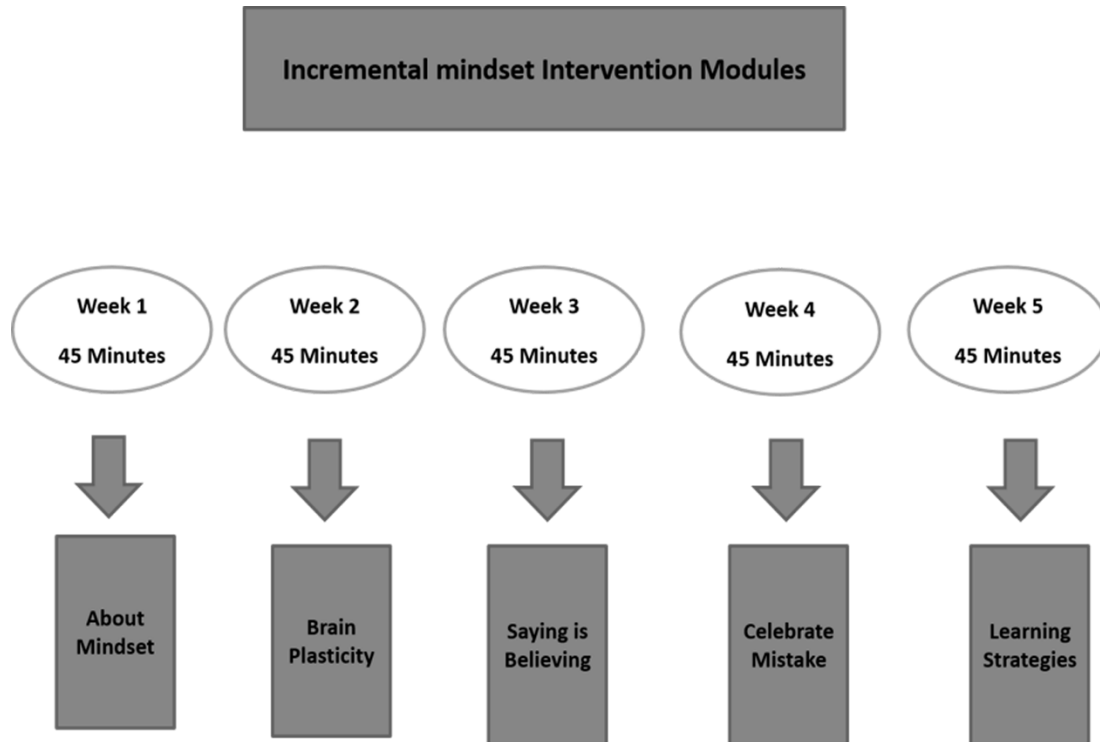 Incremental mindset Intervention Modules
Week 1
45 Minutes
Week 2
45 Minutes
Week 3
45 Minutes
Week 4
45 Minutes
Week 5
45 Minutes
About
Mindset
Brain
Plasticity
Saying is
Believing
Celebrate
Mistake
Learning
Strategies